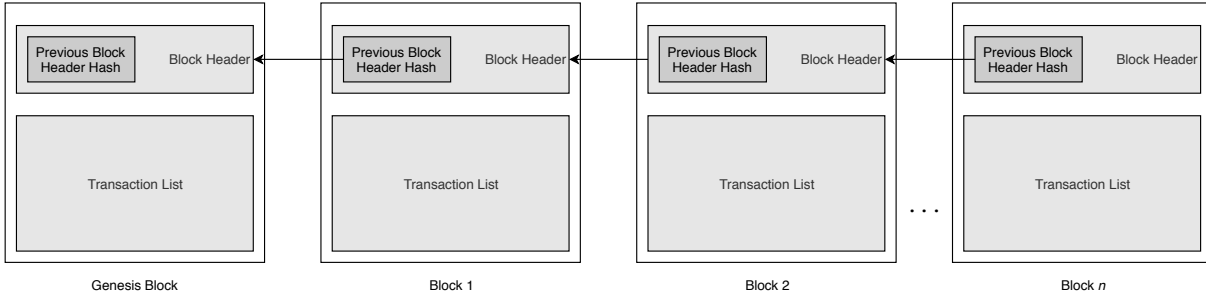 Previous Block
Header Hash
Block Header
Transaction List
Genesis Block
Previous Block
Header Hash
Block Header
Transaction List
Block 1
Previous Block
Header Hash
Block Header
Transaction List
Block 2
. . .
Previous Block
Header Hash
Block Header
Transaction List
Block n